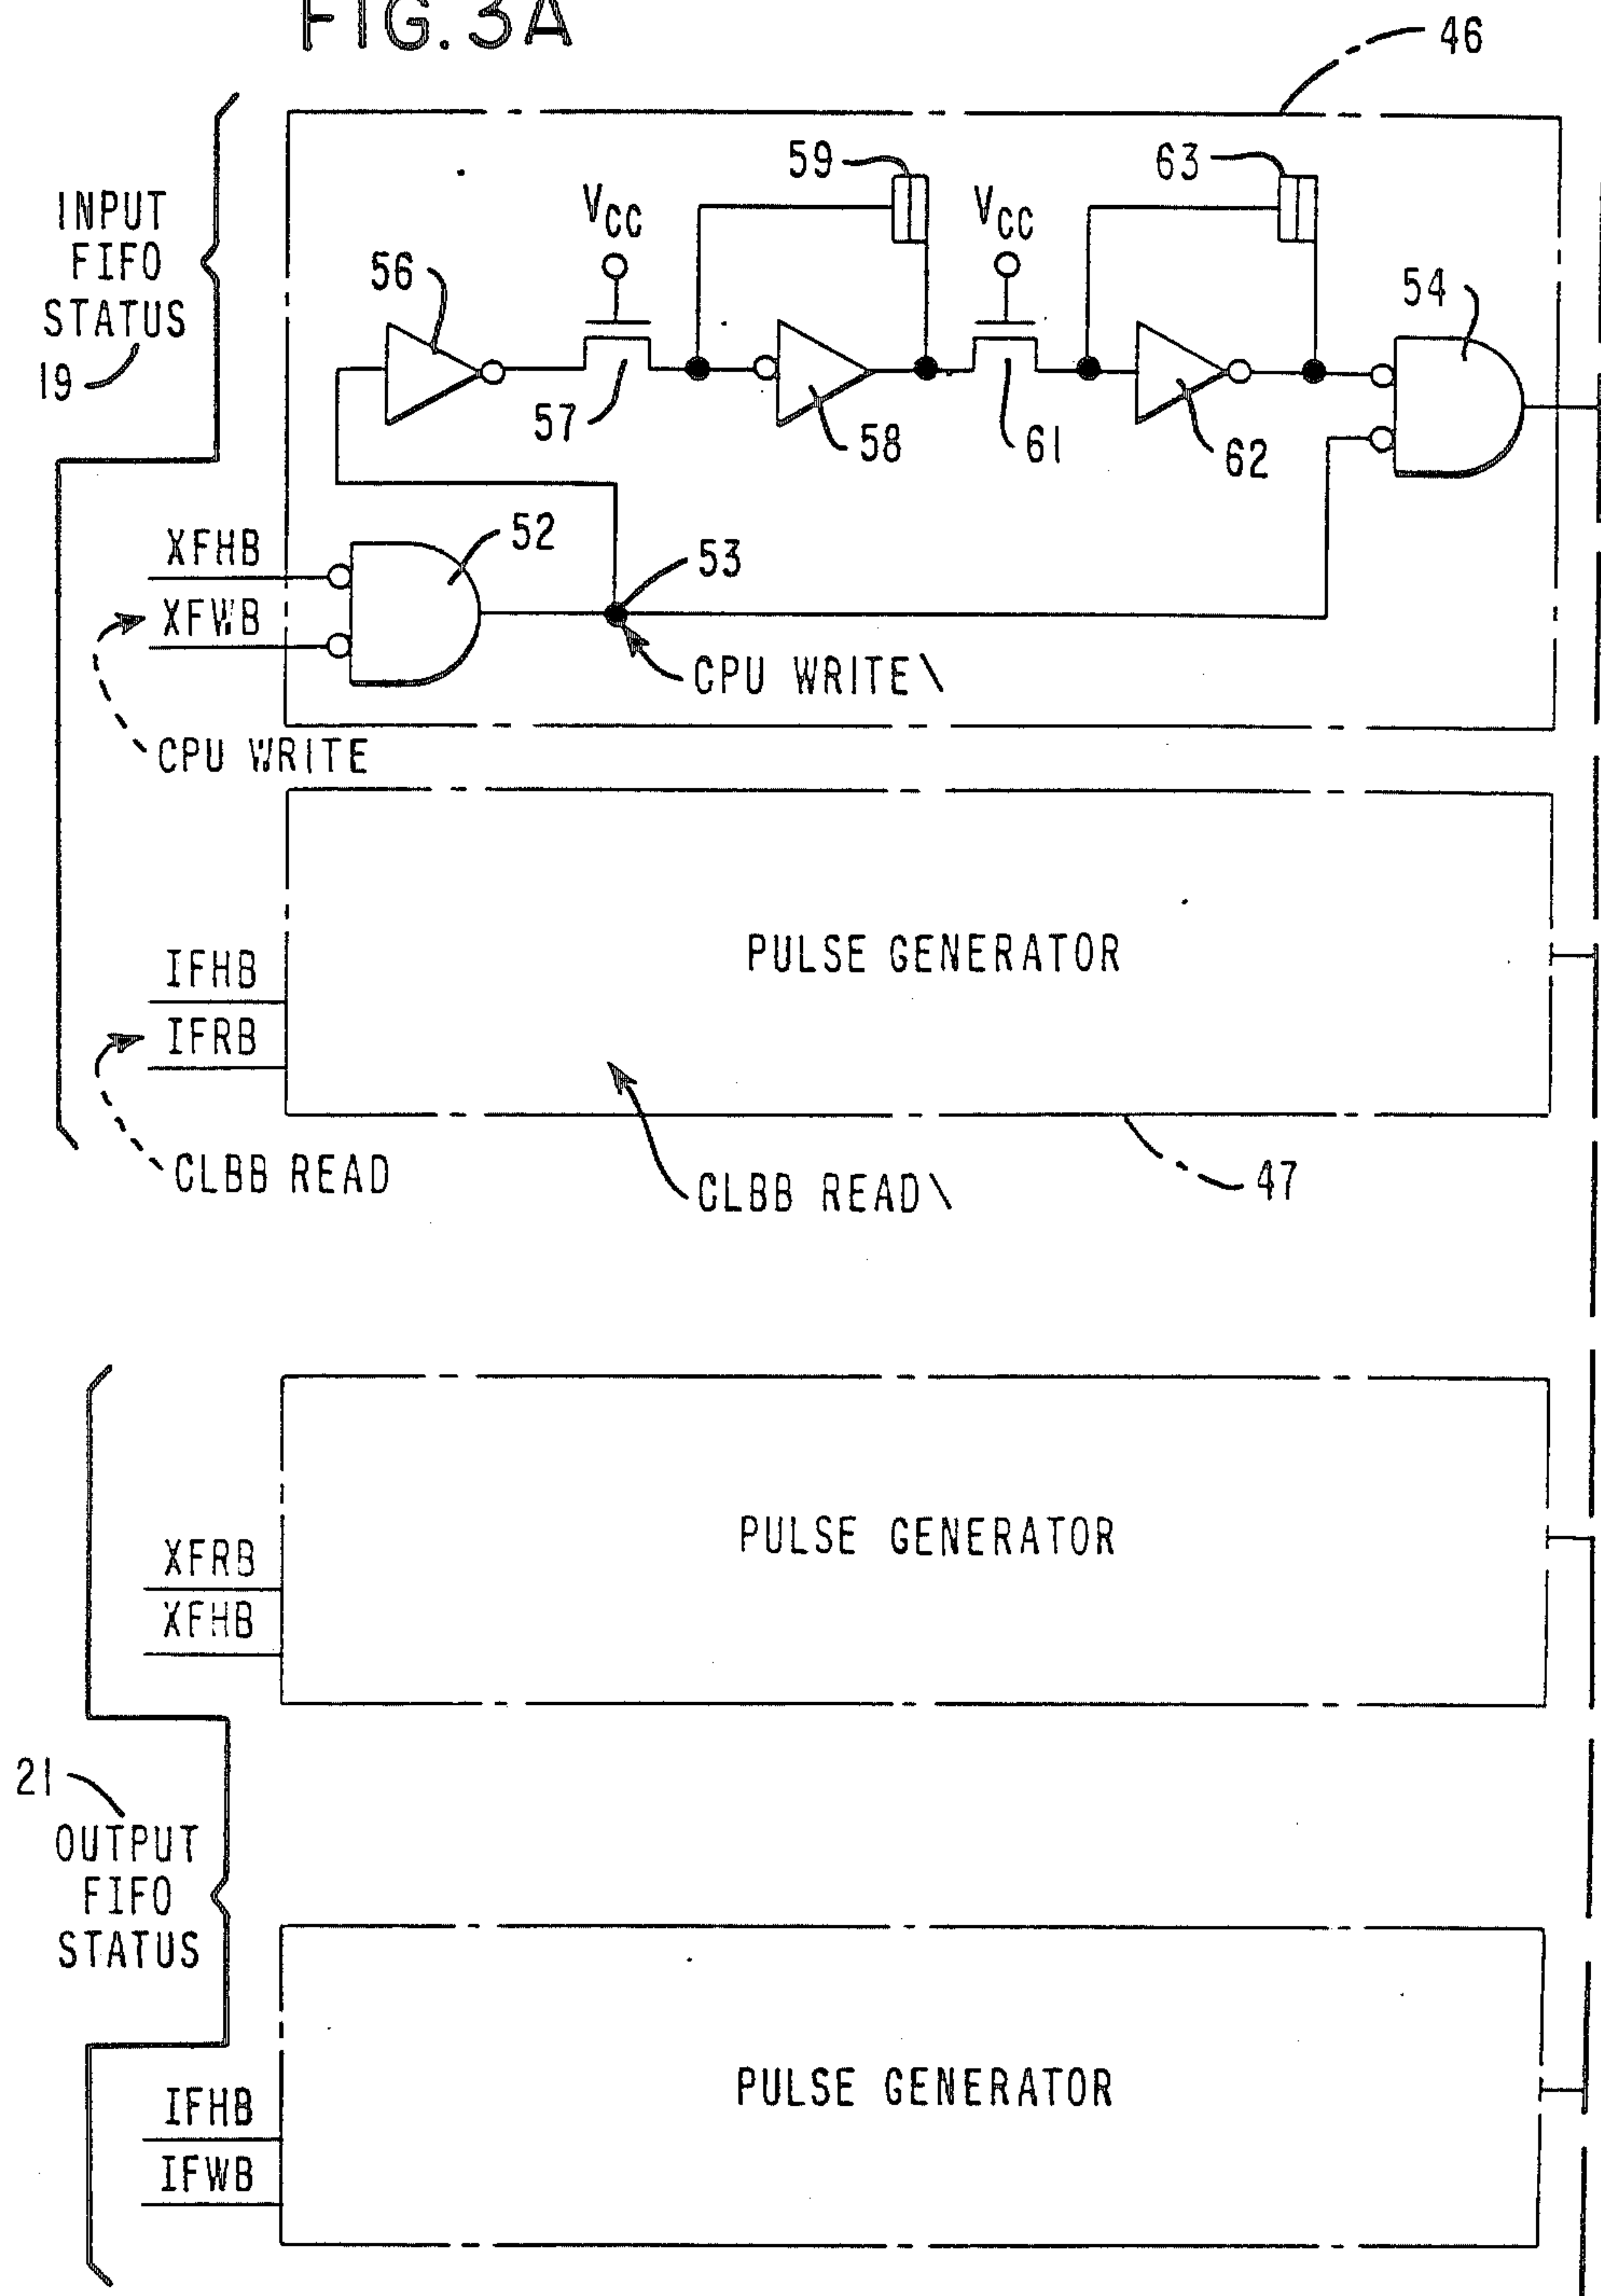 FIG. 3A
46
INPUT
FIFO
STATUS
19
59
63
VCC
VCC
56
54
57
58
61
62
XFHB
52
53
XFWB
CPU WRITE\
CPU WRITE
PULSE GENERATOR
IFHB
IFRB
CLBB READ
CLBB READ\
47
PULSE GENERATOR
XFRB
XFHB
21
OUTPUT
FIFO
STATUS
PULSE GENERATOR
IFHB
IFWB